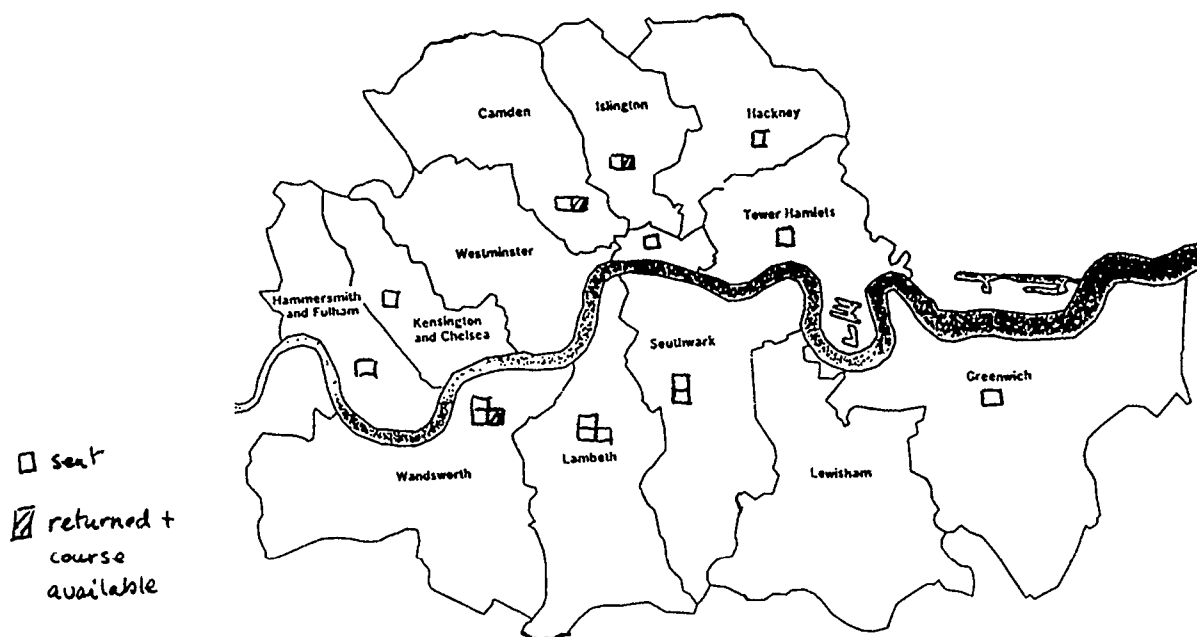 Camden
Islington
Hackney
Tower Hamlets
Westminster
Hammersmith
and Fulham
Kensington
and Chelsea
Southwark
Greenwich
Wandsworth
Lambeth
Lewisham
sent
returned +
course
available